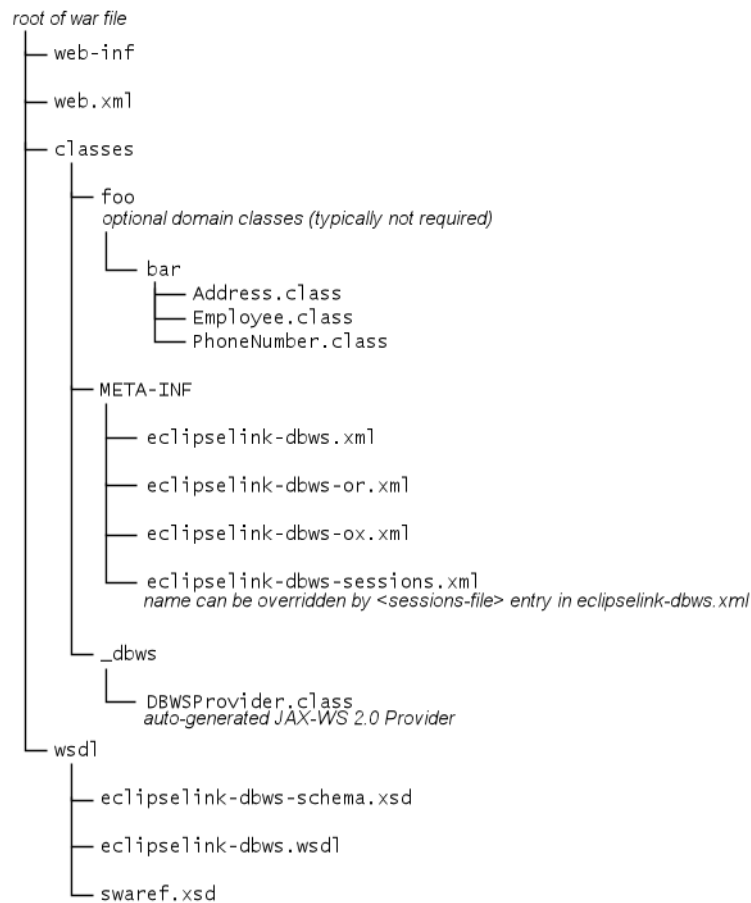 root of war file
web-inf
web.xml
classes
foo
optional domain classes (typically not required)
bar
Address.class
Employee.class
PhoneNumber.class
META-INF
eclipselink-dbws.xml
eclipselink-dbws-or.xml
eclipselink-dbws-ox.xml
eclipselink-dbws-sessions.xml
name can be overridden by <sessions-file> entry in eclipselink-dbws.xml
_dbws
DBWSProvider.class
auto-generated JAX-WS 2.0 Provider
wsdl
eclipselink-dbws-schema.xsd
eclipselink-dbws.wsdl
swaref.xsd